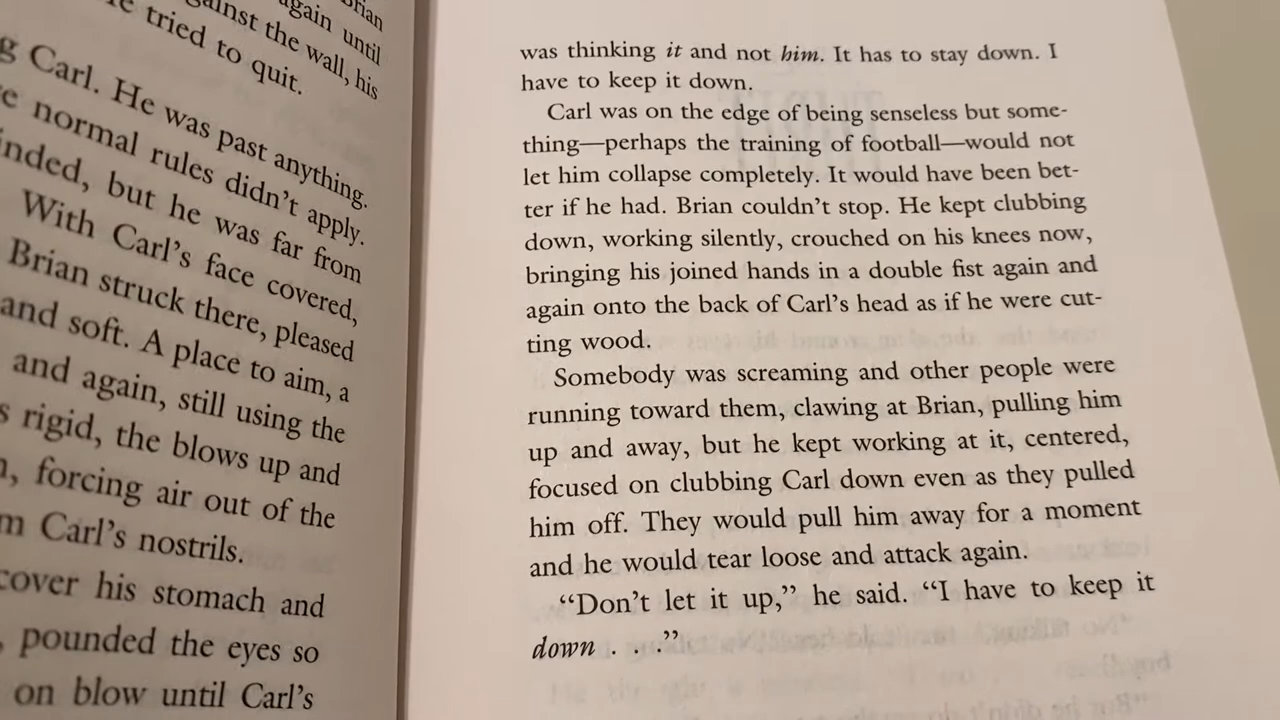 again until
against the wall, his
tried to quit.
Carl. He was past anything.
normal rules didn't apply.
but he was far from
With Carl's face covered,
Brian struck there, pleased
and soft. A place to aim, a
and again, still using the
rigid, the blows up and
forcing air out of the
Carl's nostrils.
cover his stomach and
pounded the eyes so
on blow until Carl's
was thinking it and not him. It has to stay down. I
have to keep it down.
Carl was on the edge of being senseless but some-
thing—perhaps the training of football—would not
let him collapse completely. It would have been bet-
ter if he had. Brian couldn't stop. He kept clubbing
down, working silently, crouched on his knees now,
bringing his joined hands in a double fist again and
again onto the back of Carl's head as if he were cut-
ting wood.
Somebody was screaming and other people were
running toward them, clawing at Brian, pulling him
up and away, but he kept working at it, centered,
focused on clubbing Carl down even as they pulled
him off. They would pull him away for a moment
and he would tear loose and attack again.
“Don't let it up,” he said. “I have to keep it
down . . .”